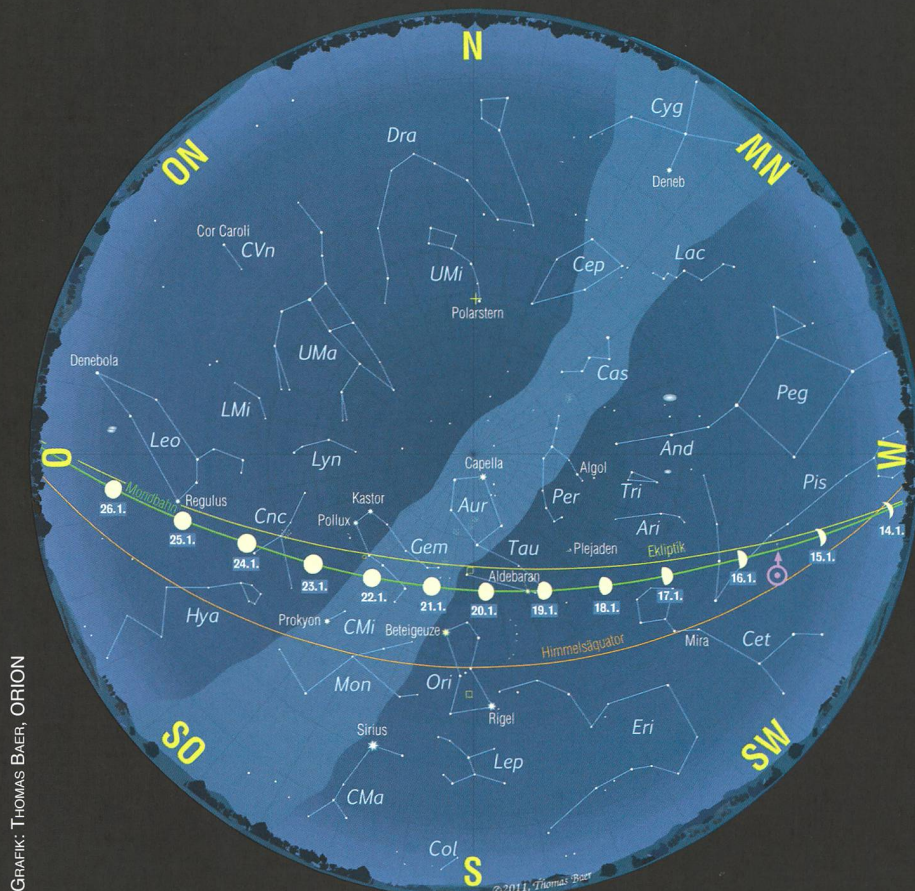 N
NO
NW
Cyg
Dra
Deneb
Cor Caroli
CVn
UMi
Cep
Lac
Polarstern
UMa
Denebola
Cas
LMi
Peg
Leo
And
Lyn
Capella
Algol
O
W
Mondbahn
Regulus
Kastor
Aur
Per
Tri
Pis
26.1.
Cnc
Pollux
Ari
14.1.
25.1.
Gem
Tau
Plejaden
Ekliptik
15.1.
24.1.
Aldebaran
16.1.
23.1.
22.1.
21.1.
20.1.
19.1.
18.1.
17.1.
Hya
Prokyon
CMi
Beteigeuze
Himmelsäquator
Mira
Cet
Mon
Ori
Rigel
Eri
SO
Sirius
SW
Lep
CMa
Col
S
©2011, Thomas Baer
GRAFIK: THOMAS BAER, ORION